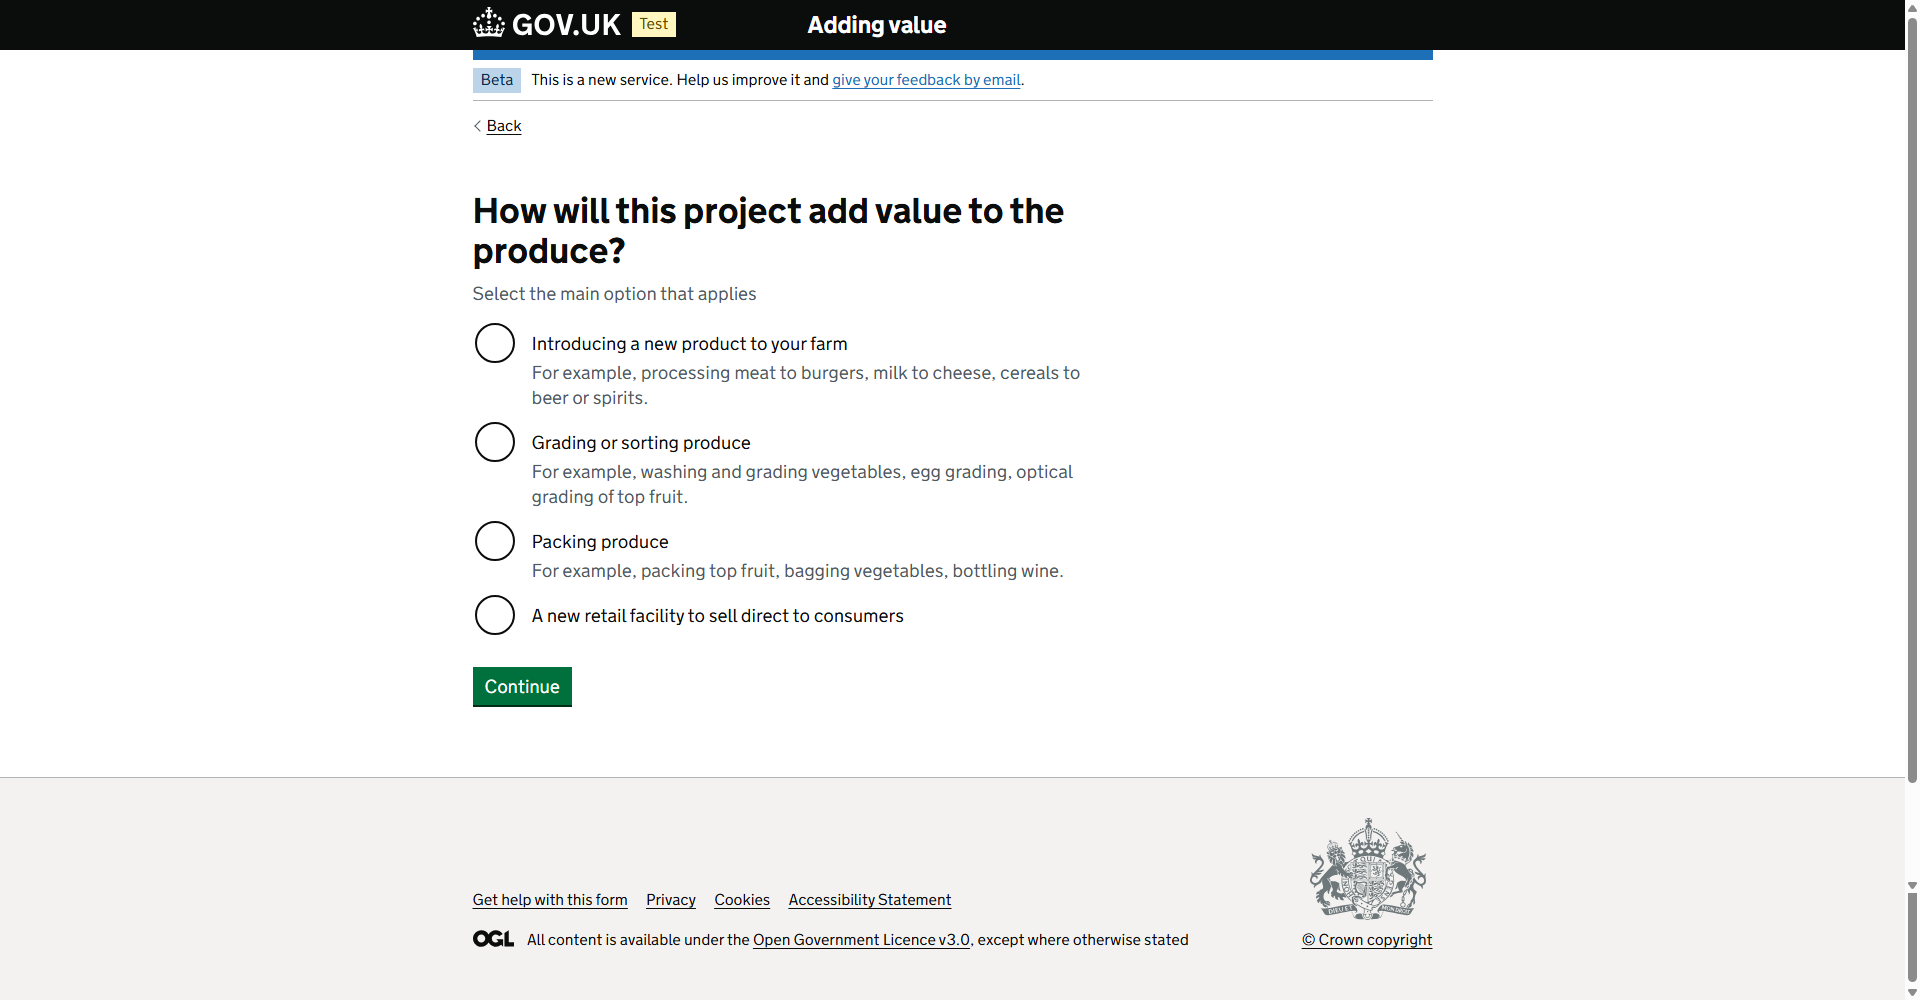 GOV.UK Test Adding value
Beta This is a new service. Help us improve it and give your feedback by email.
Back
How will this project add value to the
produce?
Select the main option that applies
Introducing a new product to your farm
For example, processing meat to burgers, milk to cheese, cereals to
beer or spirits.
Grading or sorting produce
For example, washing and grading vegetables, egg grading, optical
grading of top fruit.
Packing produce
For example, packing top fruit, bagging vegetables, bottling wine.
A new retail facility to sell direct to consumers
Continue
Get help with this form Privacy Cookies Accessibility Statement
OGL All content is available under the Open Government Licence v3.0, except where otherwise stated
© Crown copyright